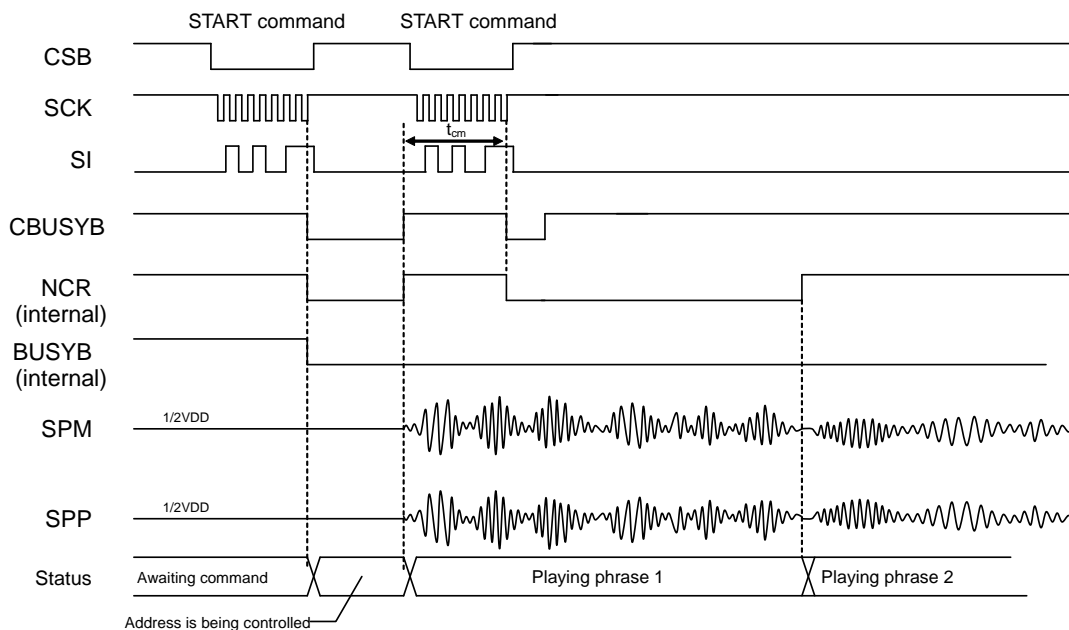 START command START command
CSB
SCK
t_cm
SI
CBUSYB
NCR
(internal)
BUSYB
(internal)
1/2VDD
SPM
1/2VDD
SPP
Status Awaiting command Playing phrase 1 Playing phrase 2
Address is being controlled